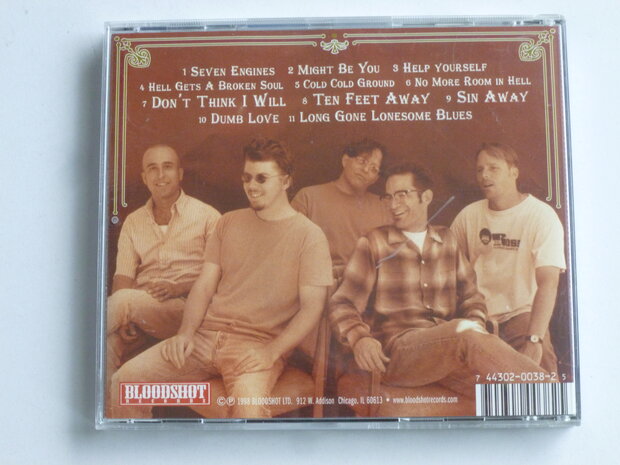 1 Seven Engines 2 Might Be You 3 Help Yourself
4 Hell Gets A Broken Soul 5 Cold Cold Ground 6 No More Room in Hell
7 Don't Think I Will 8 Ten Feet Away 9 Sin Away
10 Dumb Love 11 Long Gone Lonesome Blues
BLOODSHOT
RECORDS
©℗ 1998 BLOODSHOT LTD. 912 W. Addison Chicago, IL 60613 • www.bloodshotrecords.com
7 44302-0038-2 5